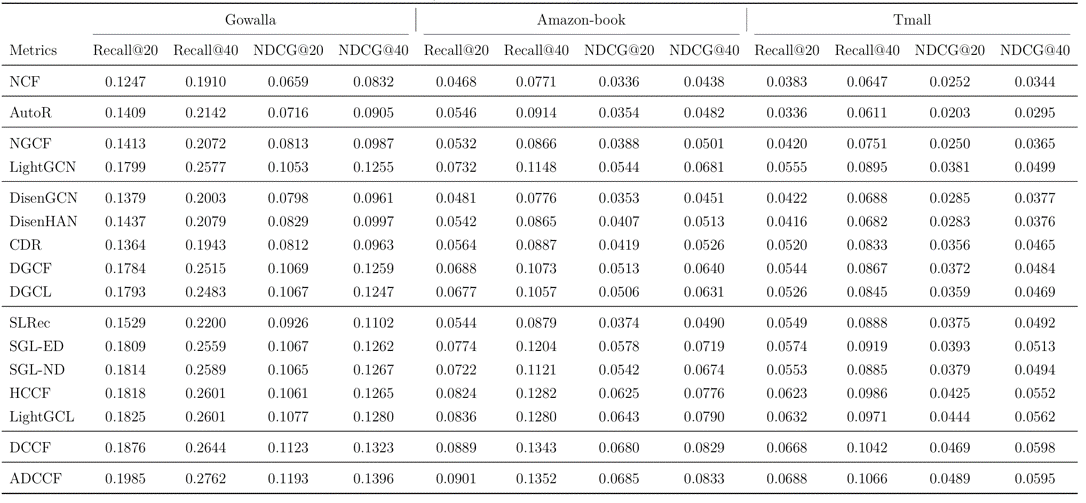 Gowalla Amazon-book Tmall
Metrics Recall@20 Recall@40 NDCG@20 NDCG@40 Recall@20 Recall@40 NDCG@20 NDCG@40 Recall@20 Recall@40 NDCG@20 NDCG@40
NCF 0.1247 0.1910 0.0659 0.0832 0.0468 0.0771 0.0336 0.0438 0.0383 0.0647 0.0252 0.0344
AutoR 0.1409 0.2142 0.0716 0.0905 0.0546 0.0914 0.0354 0.0482 0.0336 0.0611 0.0203 0.0295
NGCF 0.1413 0.2072 0.0813 0.0987 0.0532 0.0866 0.0388 0.0501 0.0420 0.0751 0.0250 0.0365
LightGCN 0.1799 0.2577 0.1053 0.1255 0.0732 0.1148 0.0544 0.0681 0.0555 0.0895 0.0381 0.0499
DisenGCN 0.1379 0.2003 0.0798 0.0961 0.0481 0.0776 0.0353 0.0451 0.0422 0.0688 0.0285 0.0377
DisenHAN 0.1437 0.2079 0.0829 0.0997 0.0542 0.0865 0.0407 0.0513 0.0416 0.0682 0.0283 0.0376
CDR 0.1364 0.1943 0.0812 0.0963 0.0564 0.0887 0.0419 0.0526 0.0520 0.0833 0.0356 0.0465
DGCF 0.1784 0.2515 0.1069 0.1259 0.0688 0.1073 0.0513 0.0640 0.0544 0.0867 0.0372 0.0484
DGCL 0.1793 0.2483 0.1067 0.1247 0.0677 0.1057 0.0506 0.0631 0.0526 0.0845 0.0359 0.0469
SLRec 0.1529 0.2200 0.0926 0.1102 0.0544 0.0879 0.0374 0.0490 0.0549 0.0888 0.0375 0.0492
SGL-ED 0.1809 0.2559 0.1067 0.1262 0.0774 0.1204 0.0578 0.0719 0.0574 0.0919 0.0393 0.0513
SGL-ND 0.1814 0.2589 0.1065 0.1267 0.0722 0.1121 0.0542 0.0674 0.0553 0.0885 0.0379 0.0494
HCCF 0.1818 0.2601 0.1061 0.1265 0.0824 0.1282 0.0625 0.0776 0.0623 0.0986 0.0425 0.0552
LightGCL 0.1825 0.2601 0.1077 0.1280 0.0836 0.1280 0.0643 0.0790 0.0632 0.0971 0.0444 0.0562
DCCF 0.1876 0.2644 0.1123 0.1323 0.0889 0.1343 0.0680 0.0829 0.0668 0.1042 0.0469 0.0598
ADCCF 0.1985 0.2762 0.1193 0.1396 0.0901 0.1352 0.0685 0.0833 0.0688 0.1066 0.0489 0.0595